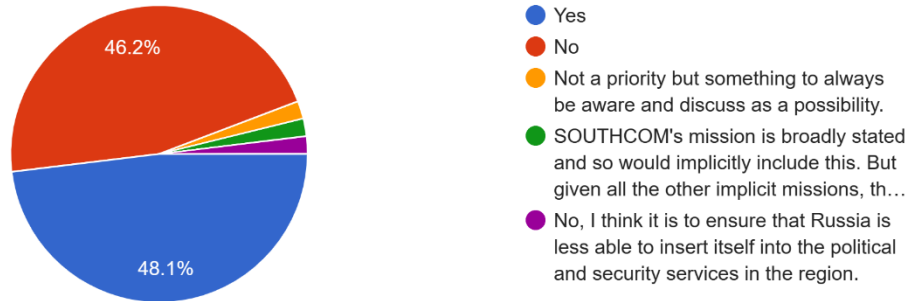 46.2%
48.1%
Yes
No
Not a priority but something to always
be aware and discuss as a possibility.
SOUTHCOM's mission is broadly stated
and so would implicitly include this. But
given all the other implicit missions, th…
No, I think it is to ensure that Russia is
less able to insert itself into the political
and security services in the region.